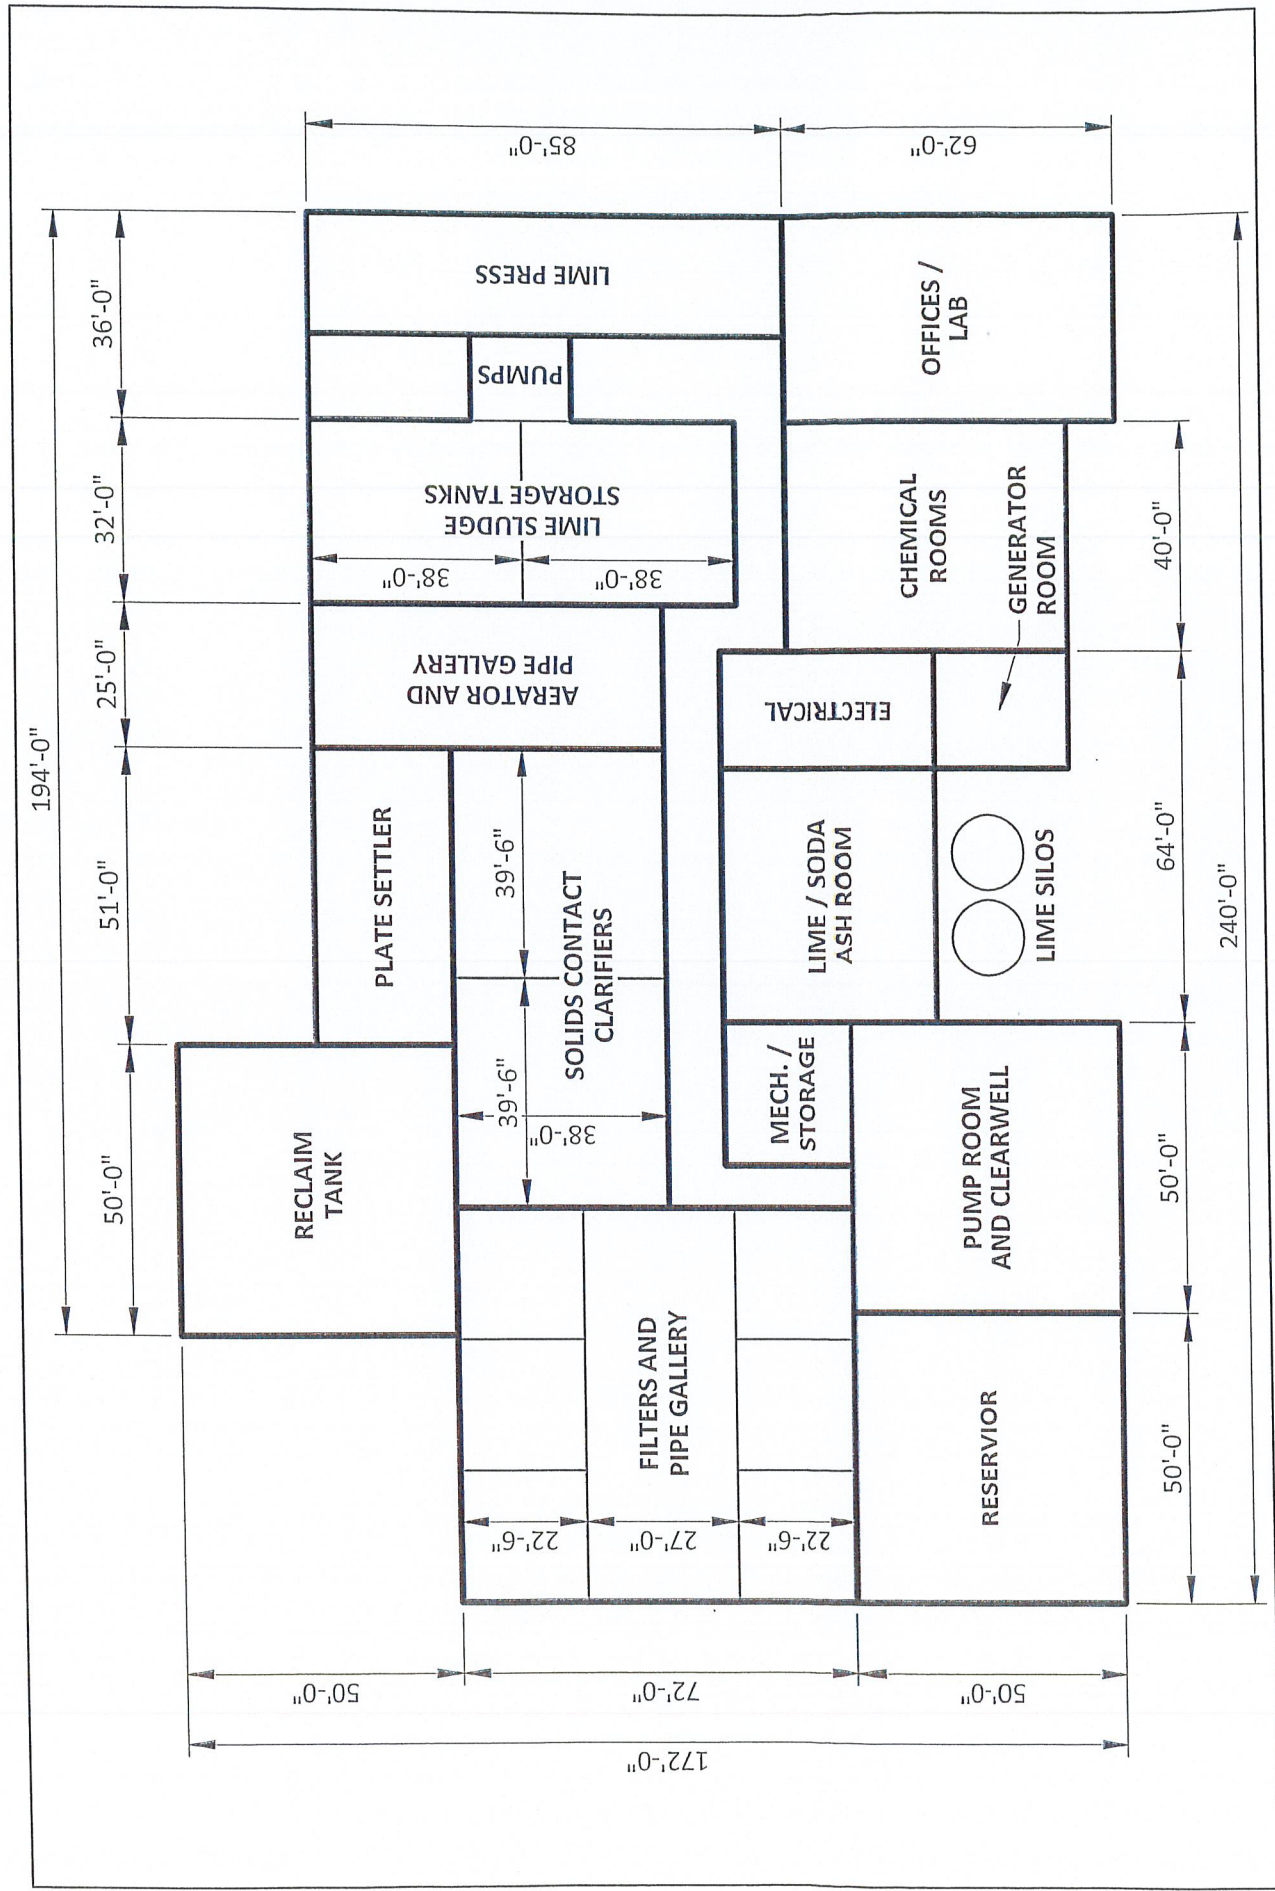 194'-0"
50'-0"
51'-0"
25'-0"
32'-0"
36'-0"
85'-0"
62'-0"
172'-0"
50'-0"
72'-0"
50'-0"
RECLAIM
TANK
PLATE SETTLER
AERATOR AND
PIPE GALLERY
LIME SLUDGE
STORAGE TANKS
38'-0"
38'-0"
PUMPS
LIME PRESS
39'-6"
39'-6"
38'-0"
SOLIDS CONTACT
CLARIFIERS
FILTERS AND
PIPE GALLERY
22'-6"
27'-0"
22'-6"
MECH. /
STORAGE
LIME / SODA
ASH ROOM
ELECTRICAL
CHEMICAL
ROOMS
GENERATOR
ROOM
OFFICES /
LAB
LIME SILOS
RESERVIOR
PUMP ROOM
AND CLEARWELL
50'-0"
50'-0"
64'-0"
40'-0"
240'-0"